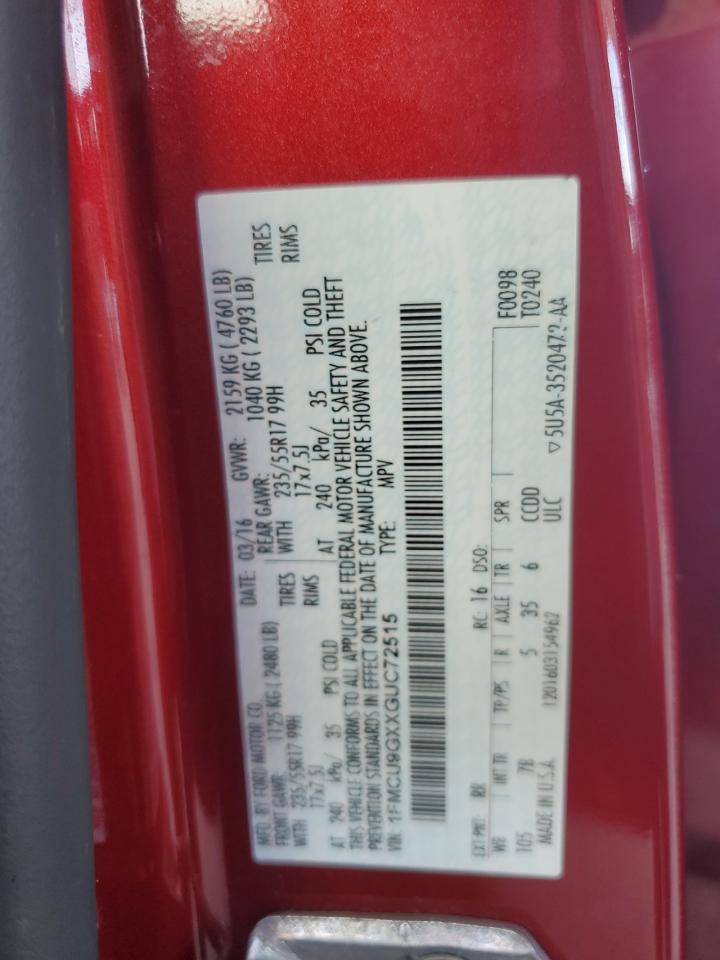 MFD. BY FORD MOTOR CO. DATE: 03/16 GVWR: 2159 KG ( 4760 LB)
FRONT GAWR: 1125 KG ( 2480 LB) REAR GAWR: 1040 KG ( 2293 LB)
WITH 235/55R17 99H TIRES WITH 235/55R17 99H TIRES
17x7.5J RIMS 17x7.5J RIMS
AT 240 kPa/ 35 PSI COLD AT 240 kPa/ 35 PSI COLD
THIS VEHICLE CONFORMS TO ALL APPLICABLE FEDERAL MOTOR VEHICLE SAFETY AND THEFT
PREVENTION STANDARDS IN EFFECT ON THE DATE OF MANUFACTURE SHOWN ABOVE.
VIN: 1FMCU9GXXGUC72515 TYPE: MPV
EXT PNT: RR RC: 16 DSO: F0098
WB INT TR TP/PS R AXLE TR SPR T0240
105 7B 5 35 6 CCDD
MADE IN U.S.A. 1201603154962 ULC ▽5U5A-3520472-AA